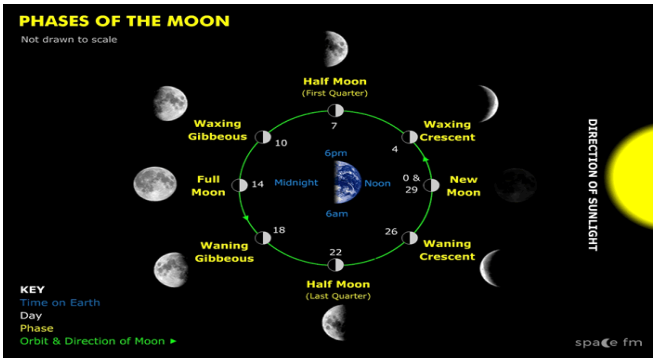 PHASES OF THE MOON
Not drawn to scale
Half Moon
(First Quarter)
7
Waxing
Gibbeous
10
Waxing
Crescent
4
6pm
Full
Moon
14
Midnight
Noon
0 &
29
New
Moon
6am
DIRECTION OF SUNLIGHT
18
Waning
Gibbeous
22
26
Waning
Crescent
Half Moon
(Last Quarter)
KEY
Time on Earth
Day
Phase
Orbit & Direction of Moon ►
space fm